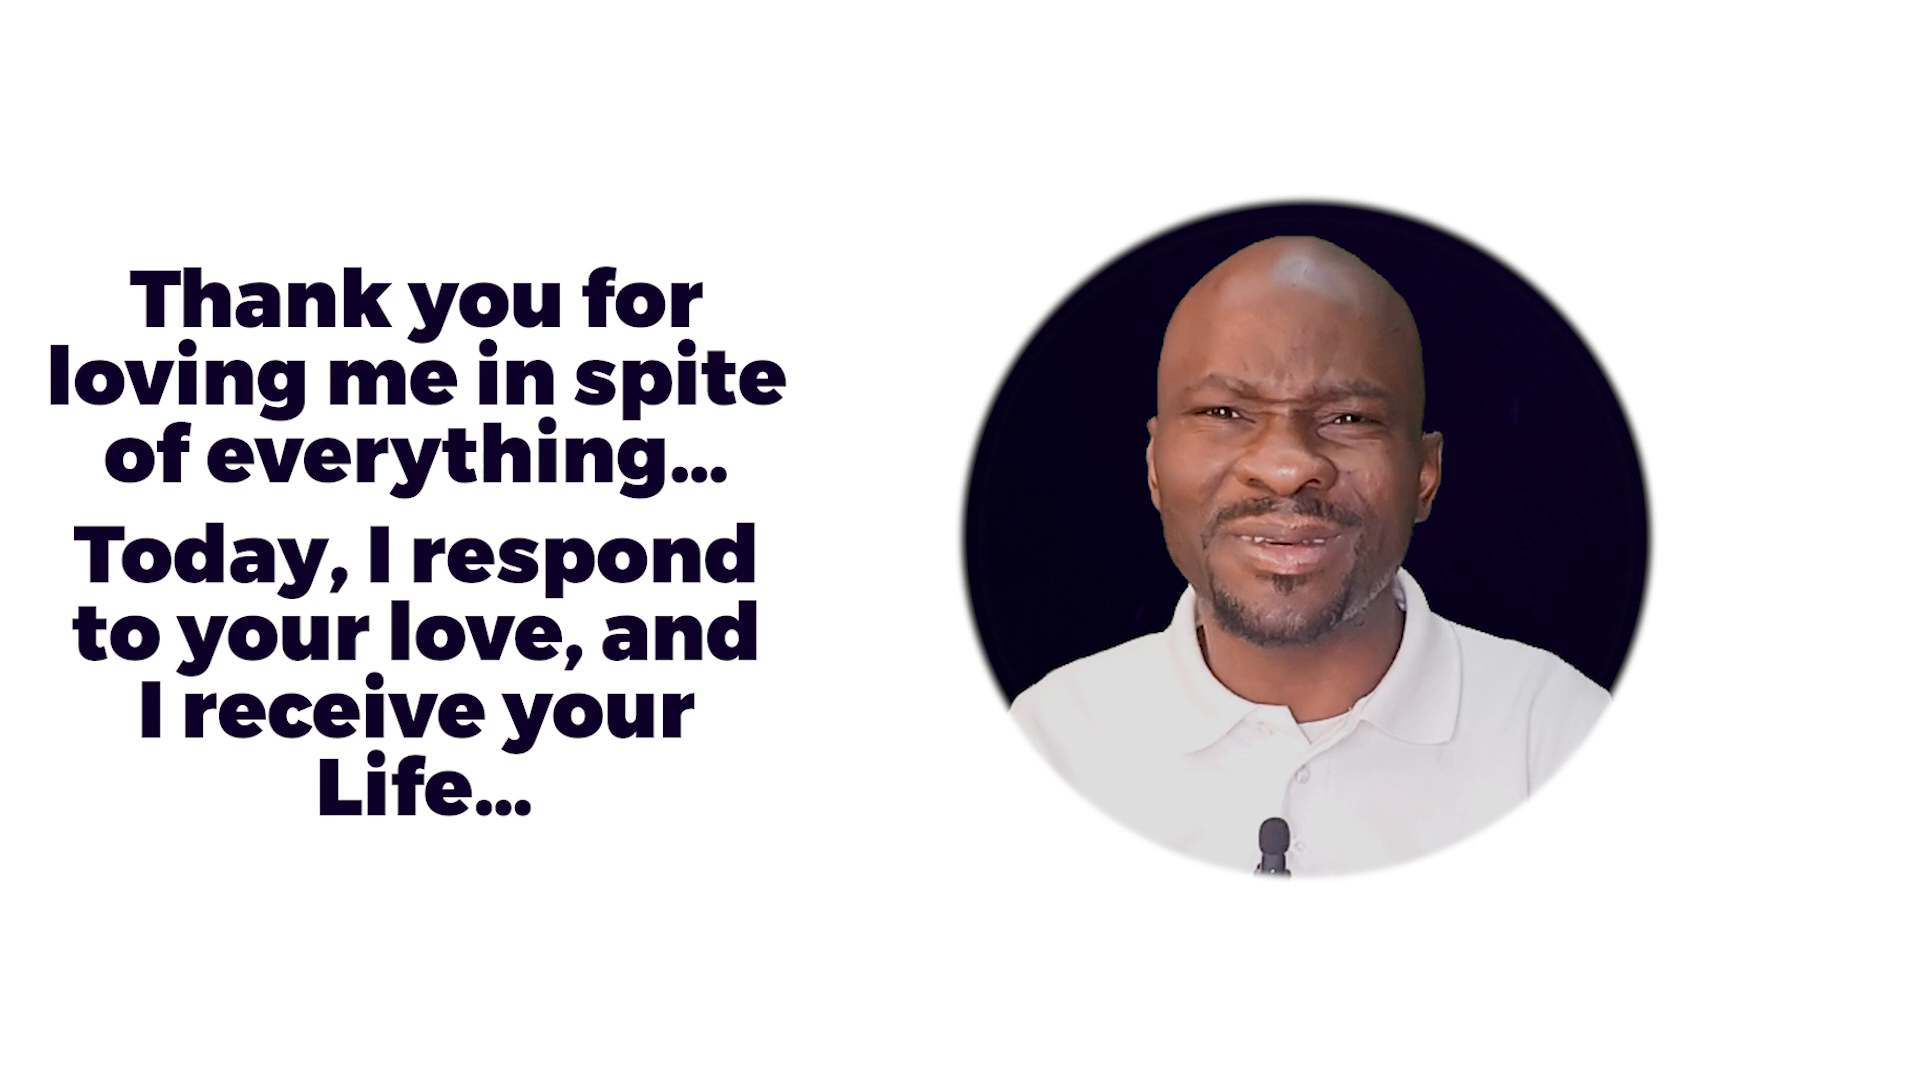 Thank you for
loving me in spite
of everything...
Today, I respond
to your love, and
I receive your
Life...